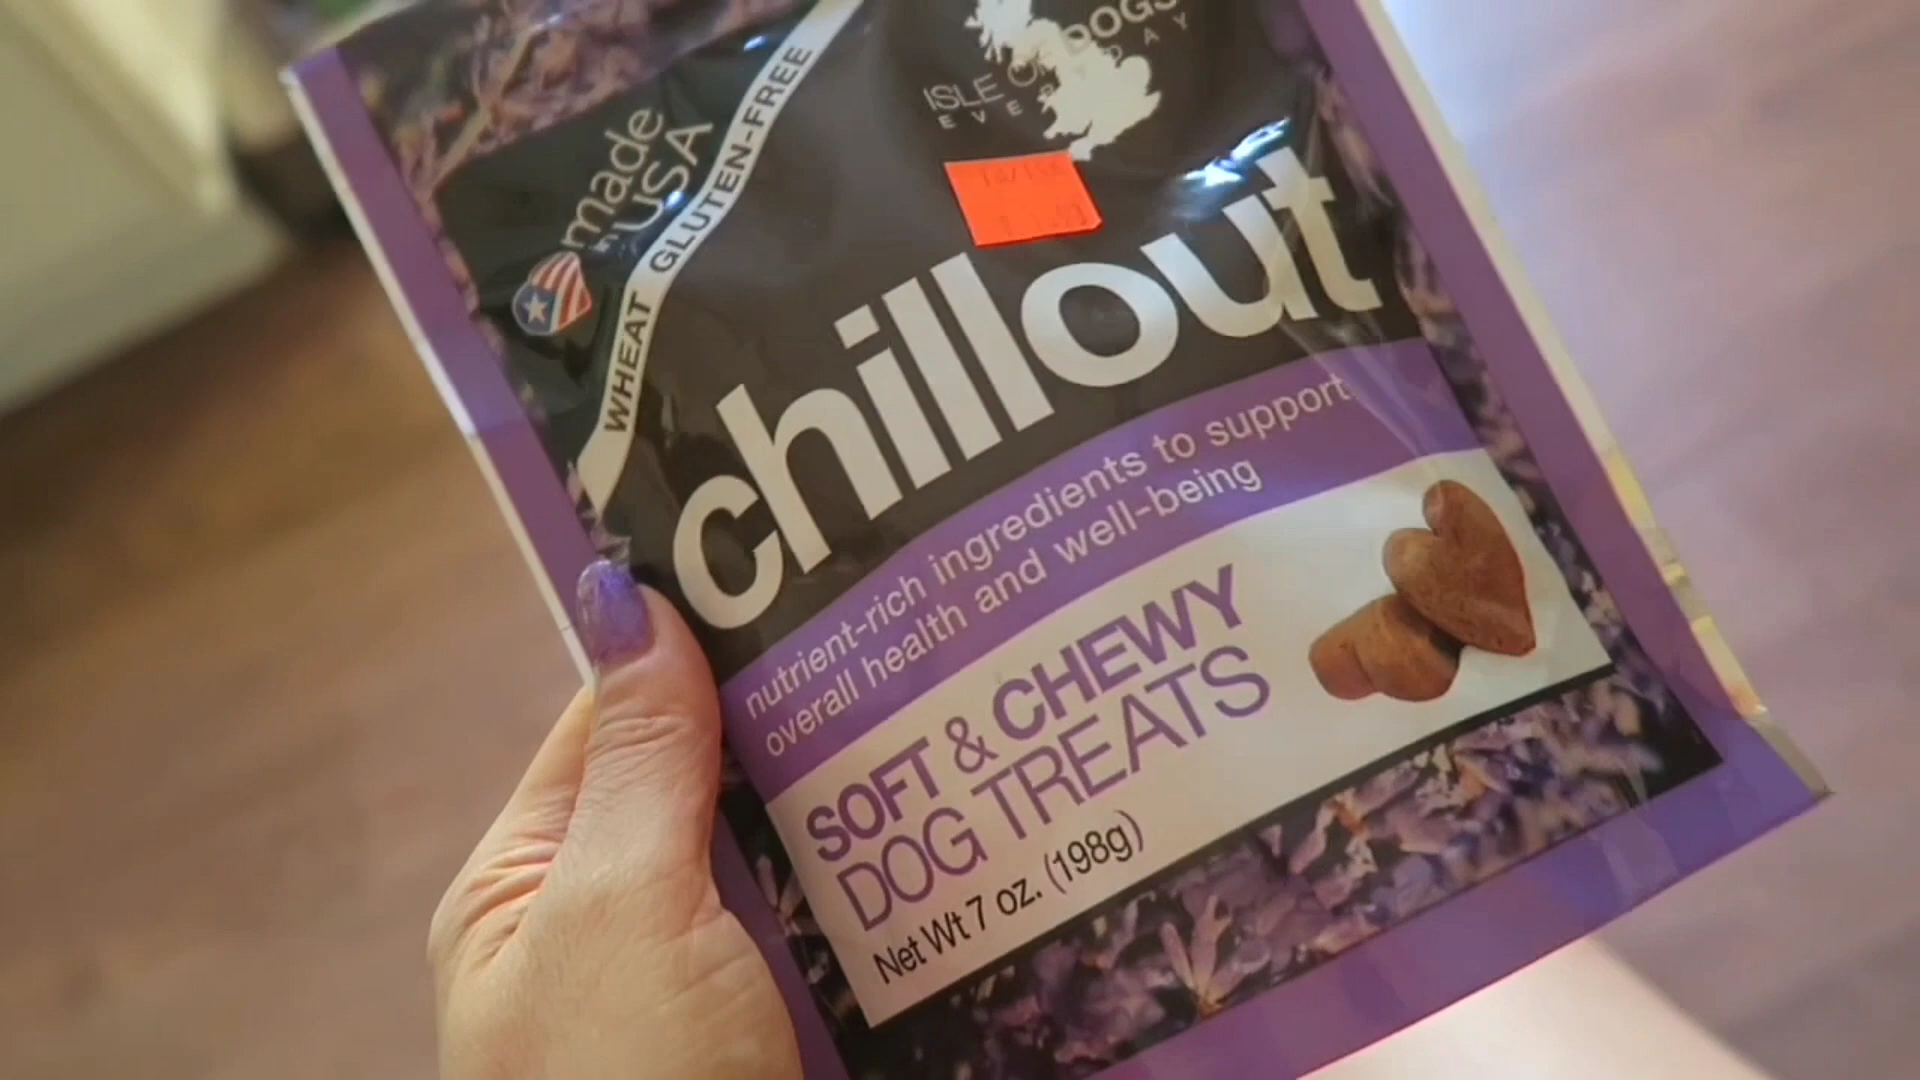 ISLE OF DOGS
EVERYDAY
made
in USA
WHEAT GLUTEN-FREE
chillout
nutrient-rich ingredients to support
overall health and well-being
SOFT & CHEWY
DOG TREATS
Net Wt 7 oz. (198g)